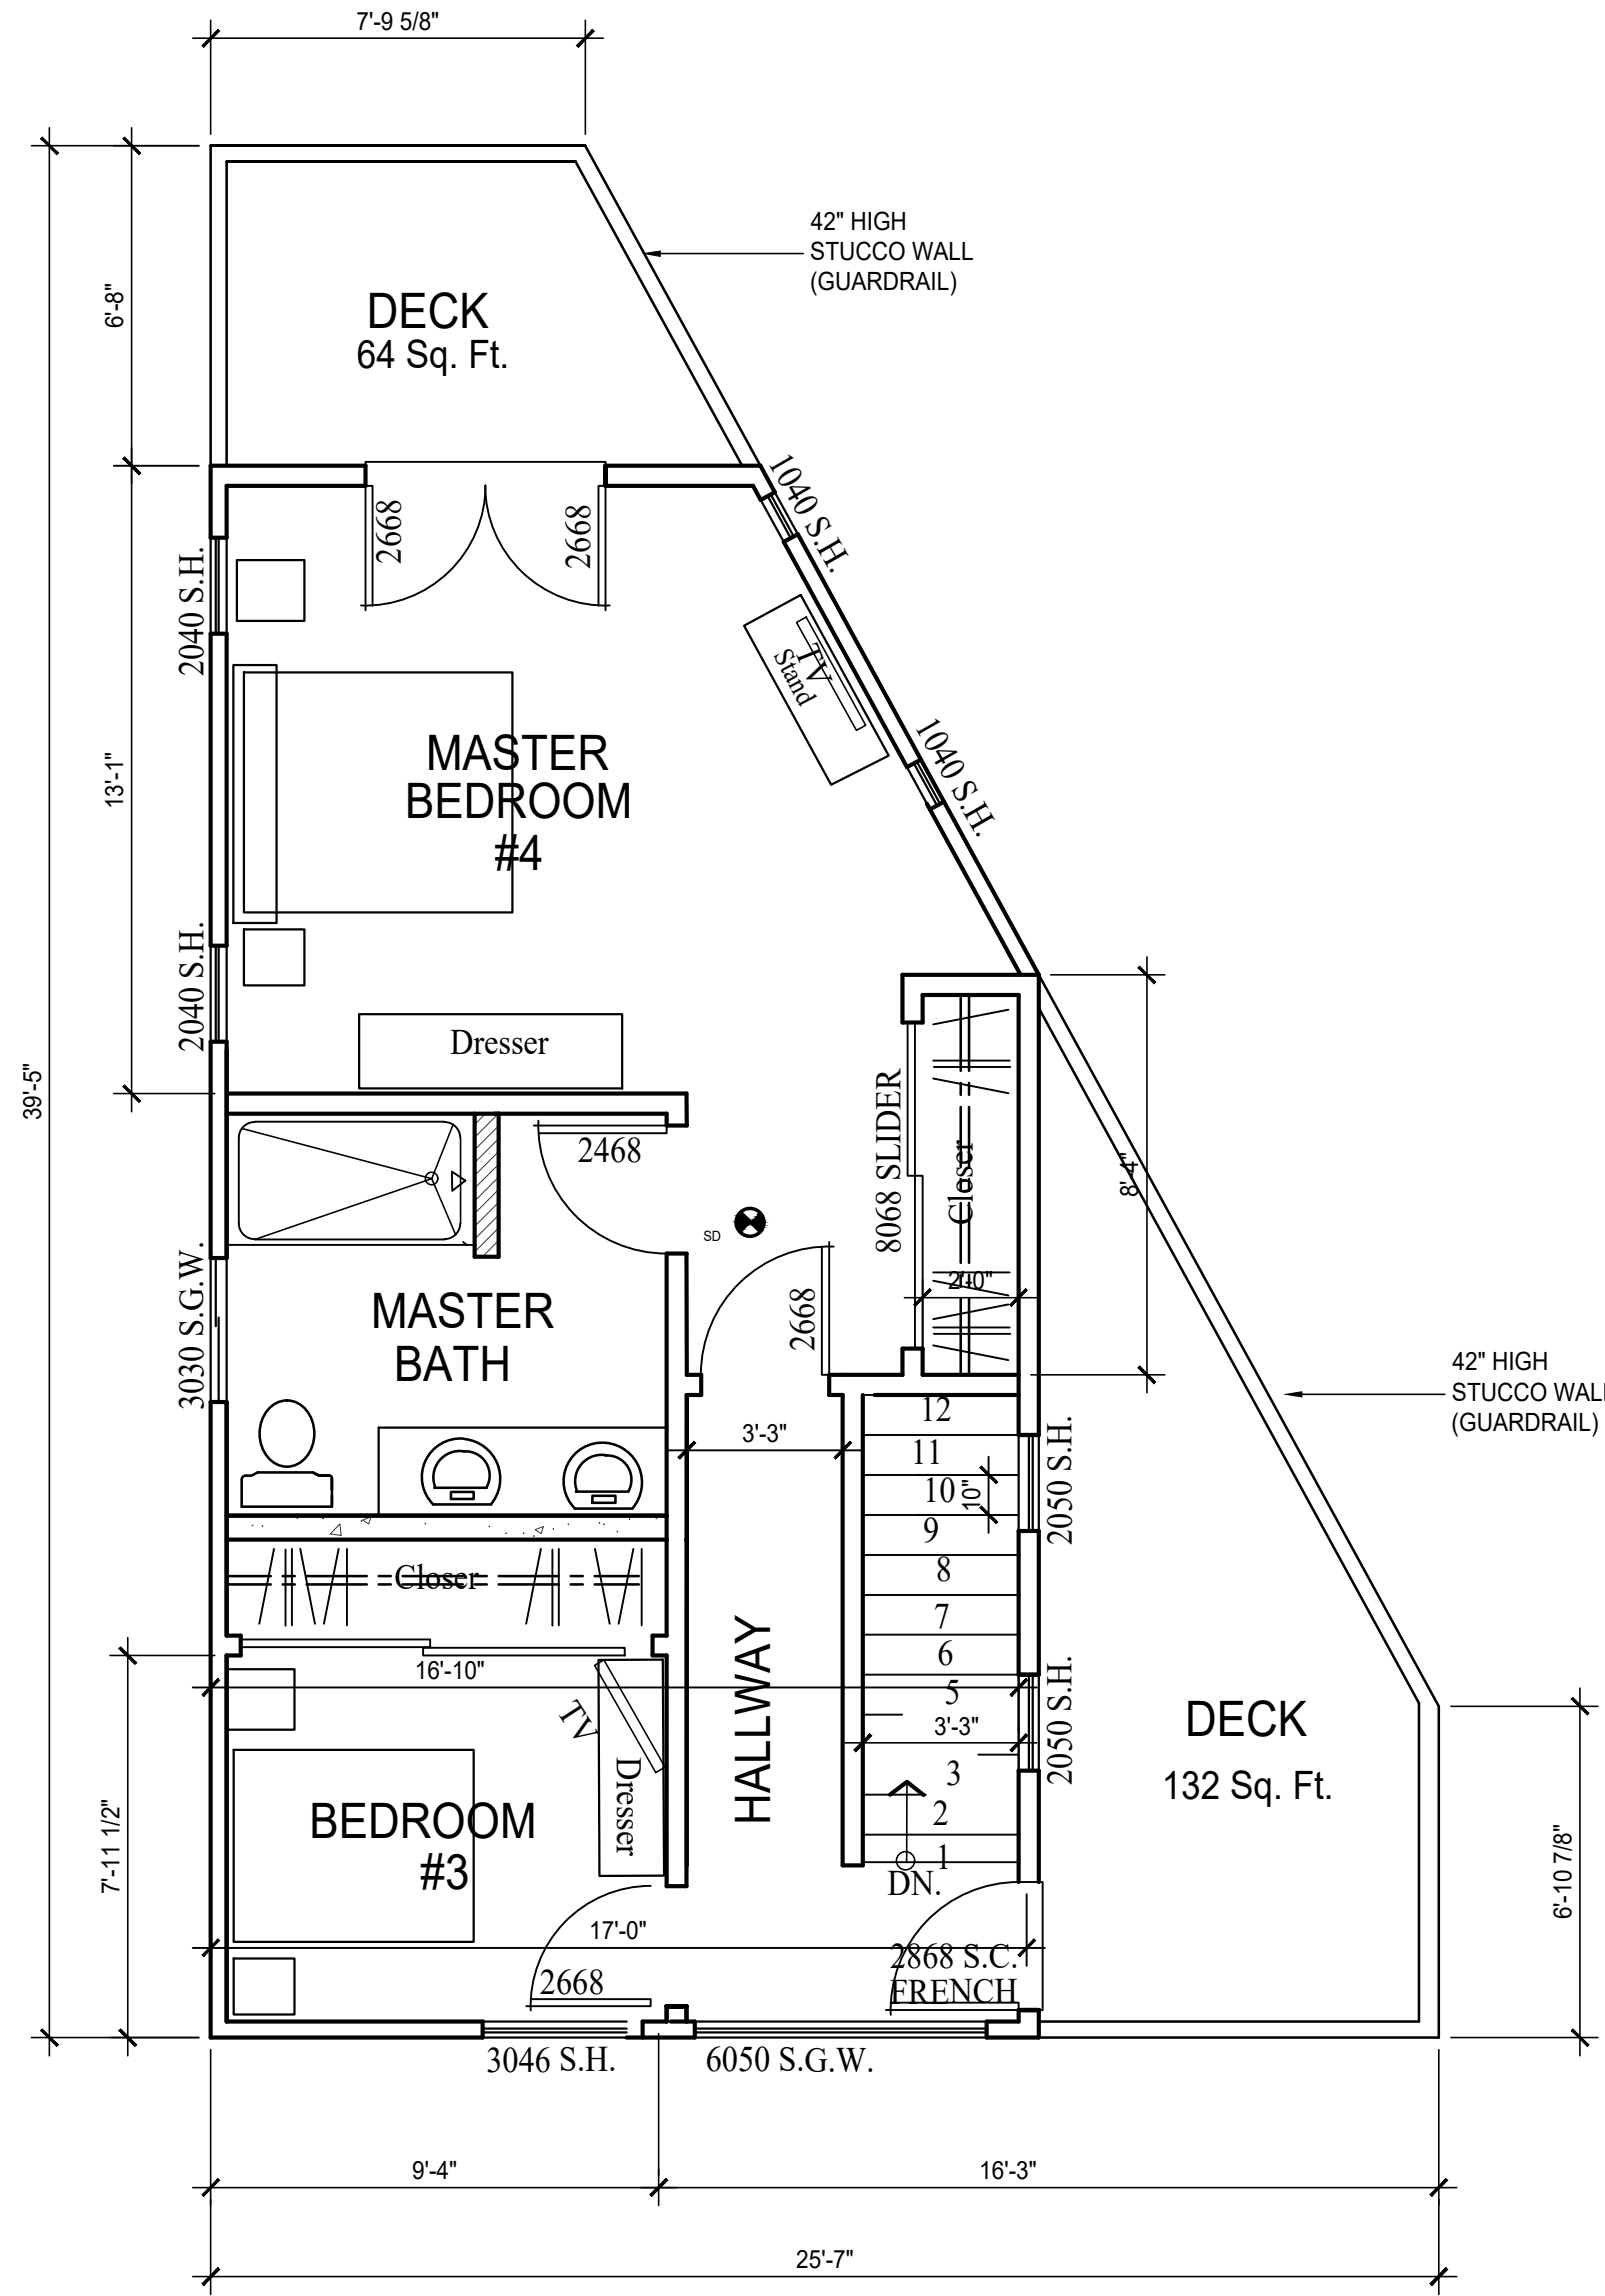 7'-9 5/8"
42" HIGH
STUCCO WALL
(GUARDRAIL)
6'-8"
DECK
64 Sq. Ft.
1040 S.H.
2668
2668
2040 S.H.
TV
Stand
MASTER
BEDROOM
#4
13'-1"
1040 S.H.
2040 S.H.
Dresser
39'-5"
2468
8068 SLIDER
Closer
8'-4"
SD
2'-0"
3030 S.G.W.
MASTER
BATH
2668
42" HIGH
STUCCO WALL
(GUARDRAIL)
12
3'-3"
11
10
10"
2050 S.H.
9
8
Closer
7
6
HALLWAY
16'-10"
5
2050 S.H.
TV
3'-3"
DECK
132 Sq. Ft.
3
Dresser
2
BEDROOM
#3
7'-11 1/2"
1
DN.
6'-10 7/8"
17'-0"
2868 S.C.
FRENCH
2668
3046 S.H.
6050 S.G.W.
9'-4"
16'-3"
25'-7"